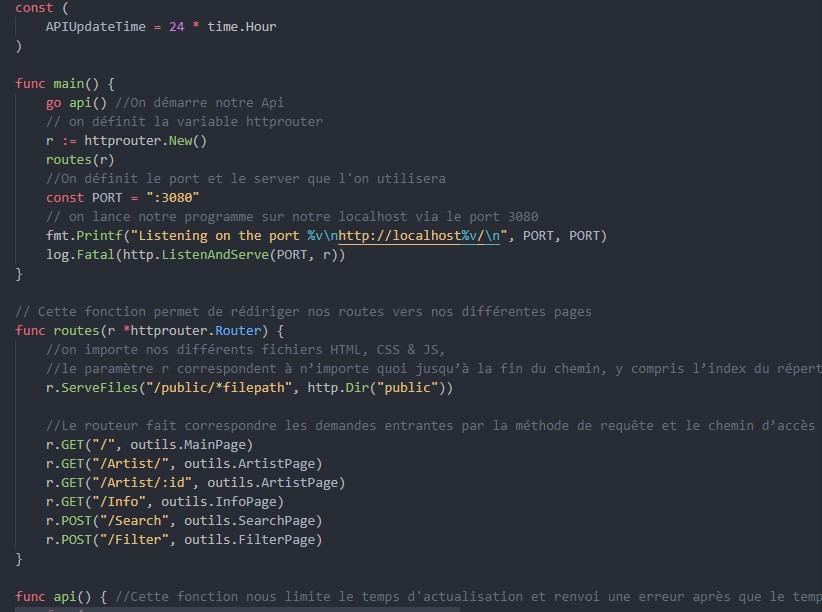 const (
    APIUpdateTime = 24 * time.Hour
)

func main() {
    go api() //On démarre notre Api
    // on définit la variable httprouter
    r := httprouter.New()
    routes(r)
    //On définit le port et le server que l'on utilisera
    const PORT = ":3080"
    // on lance notre programme sur notre localhost via le port 3080
    fmt.Printf("Listening on the port %v\nhttp://localhost%v/\n", PORT, PORT)
    log.Fatal(http.ListenAndServe(PORT, r))
}

// Cette fonction permet de rédiriger nos routes vers nos différentes pages
func routes(r *httprouter.Router) {
    //on importe nos différents fichiers HTML, CSS & JS,
    //le paramètre r correspondent à n’importe quoi jusqu’à la fin du chemin, y compris l’index du répert
    r.ServeFiles("/public/*filepath", http.Dir("public"))

    //Le routeur fait correspondre les demandes entrantes par la méthode de requête et le chemin d’accès
    r.GET("/", outils.MainPage)
    r.GET("/Artist/", outils.ArtistPage)
    r.GET("/Artist/:id", outils.ArtistPage)
    r.GET("/Info", outils.InfoPage)
    r.POST("/Search", outils.SearchPage)
    r.POST("/Filter", outils.FilterPage)
}

func api() { //Cette fonction nous limite le temps d'actualisation et renvoi une erreur après que le temp